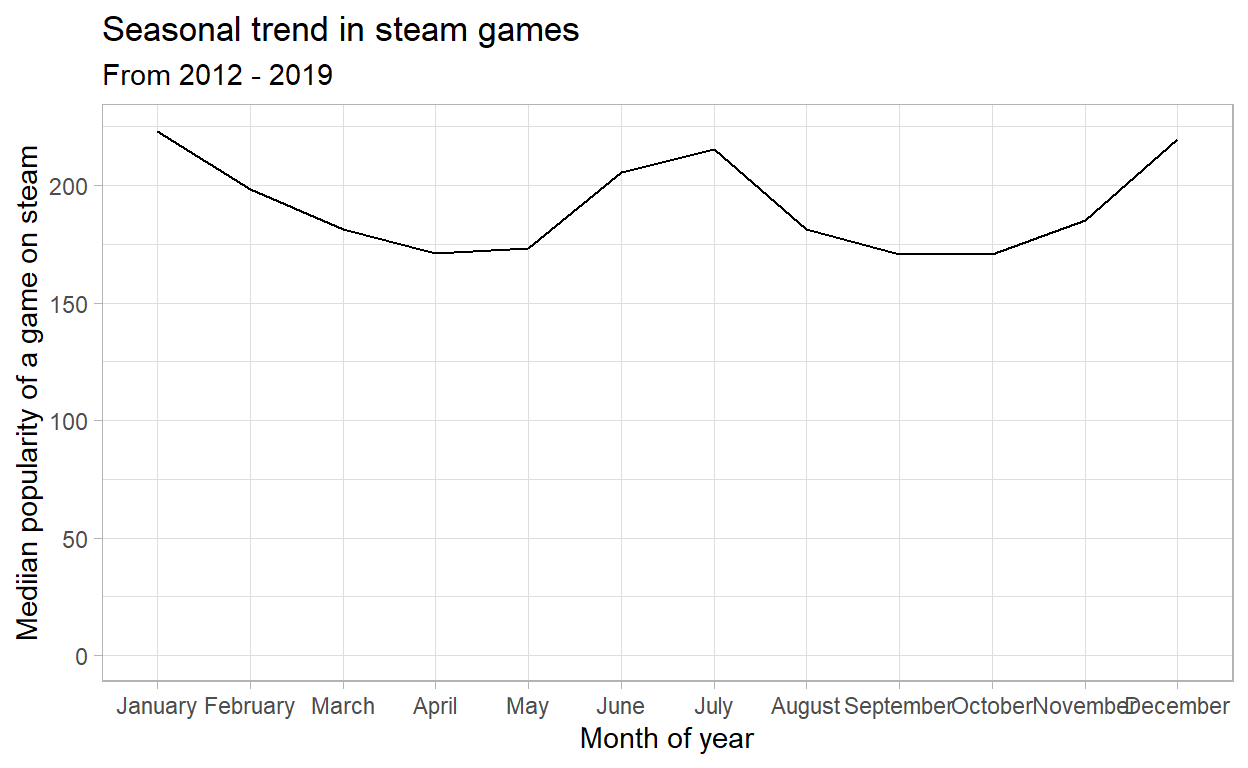 Seasonal trend in steam games
From 2012 - 2019
Mediian popularity of a game on steam
200
150
100
50
0
January February March April May June July August September October November December
Month of year